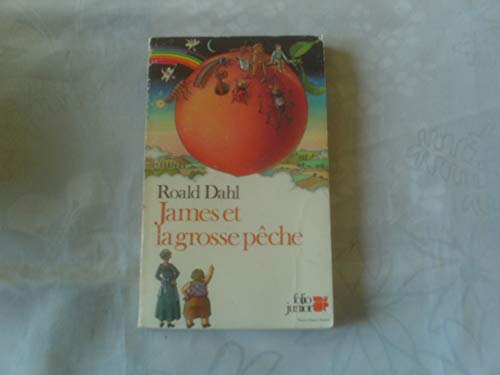 Roald Dahl
James et
la grosse pêche
folio
junior